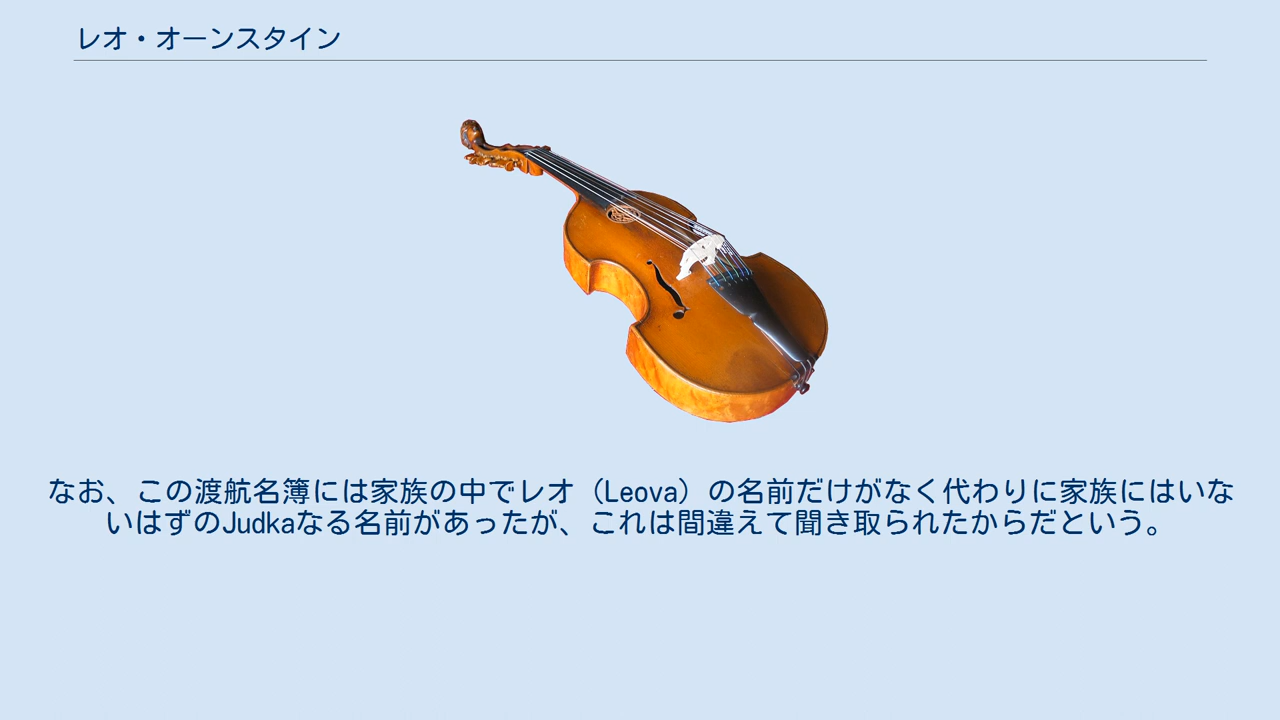 レオ・オーンスタイン
なお、この渡航名簿には家族の中でレオ（Leova）の名前だけがなく代わりに家族にはいな
いはずのJudkaなる名前があったが、これは間違えて聞き取られたからだという。